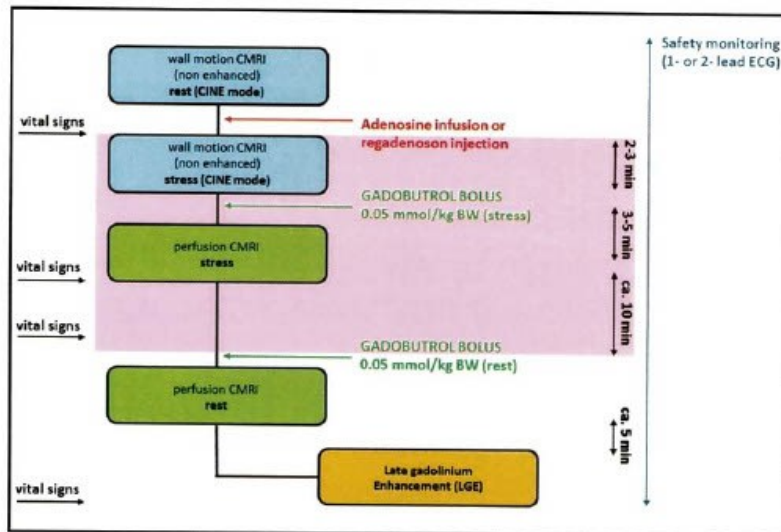 wall motion CMRI
(non enhanced)
rest (CINE mode)
Safety monitoring
(1- or 2- lead ECG)
vital signs
Adenosine infusion or
regadenoson injection
wall motion CMRI
(non enhanced)
stress (CINE mode)
2-3 min
GADOBUTROL BOLUS
0.05 mmol/kg BW (stress)
3-5 min
perfusion CMRI
stress
vital signs
ca. 10 min
vital signs
GADOBUTROL BOLUS
0.05 mmol/kg BW (rest)
perfusion CMRI
rest
ca. 5 min
Late gadolinium
Enhancement (LGE)
vital signs